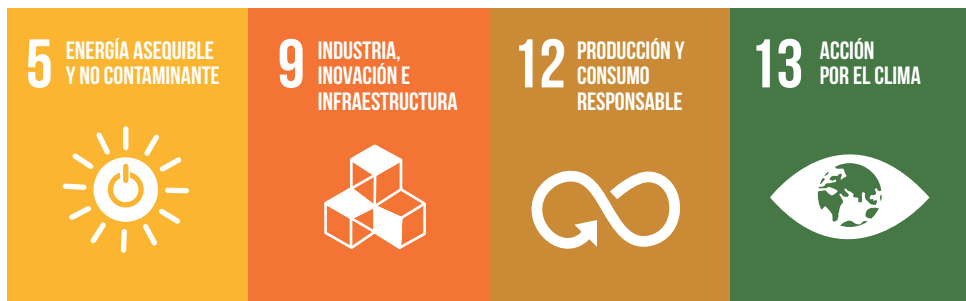 5 ENERGÍA ASEQUIBLE
Y NO CONTAMINANTE
9 INDUSTRIA,
INOVACIÓN E
INFRAESTRUCTURA
12 PRODUCCIÓN Y
CONSUMO
RESPONSABLE
13 ACCIÓN
POR EL CLIMA